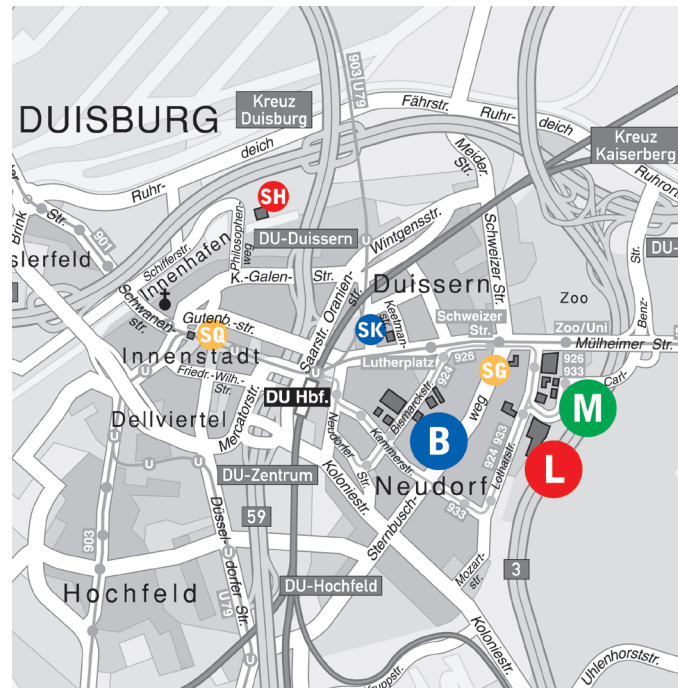 903 | U79
Fährstr.
Ruhr-
deich
Kreuz
Duisburg
DUISBURG
Kreuz
Kaiserberg
Meider.
Str.
Ruhr-
deich
Ruhrorter
SH
Brink
Str.
901
Philosophen-
weg
DU-Duissern
Wintgensstr.
Schweizer Str.
DU-
slerfeld
Schifferstr.
Innenhafen
K.-Galen-
Str.
Oranien-
str.
Duissern
Zoo
Benz-
Str.
Schwanen-
str.
Gutenb.-str.
SQ
SK
Keetman-
str.
Schweizer
Str.
Zoo/Uni
Mülheimer Str.
Innenstadt
Saarstr.
U
Lutherplatz
926
924
SG
926
933
Carl-
Friedr.-Wilh.-
Str.
DU Hbf.
Dellviertel
Mercatorstr.
Neudorfer
Str.
Bismarckstr.
B
weg
M
Kammerstr.
924
933
Lotharstr.
L
U
U
DU-Zentrum
Koloniestr.
Neudorf
933
Sternbusch-
59
903
Düssel-
dorfer Str.
U
U79
Mozart-
str.
3
DU-Hochfeld
Hochfeld
Koloniestr.
U
Kruppstr.
Uhlenhorststr.